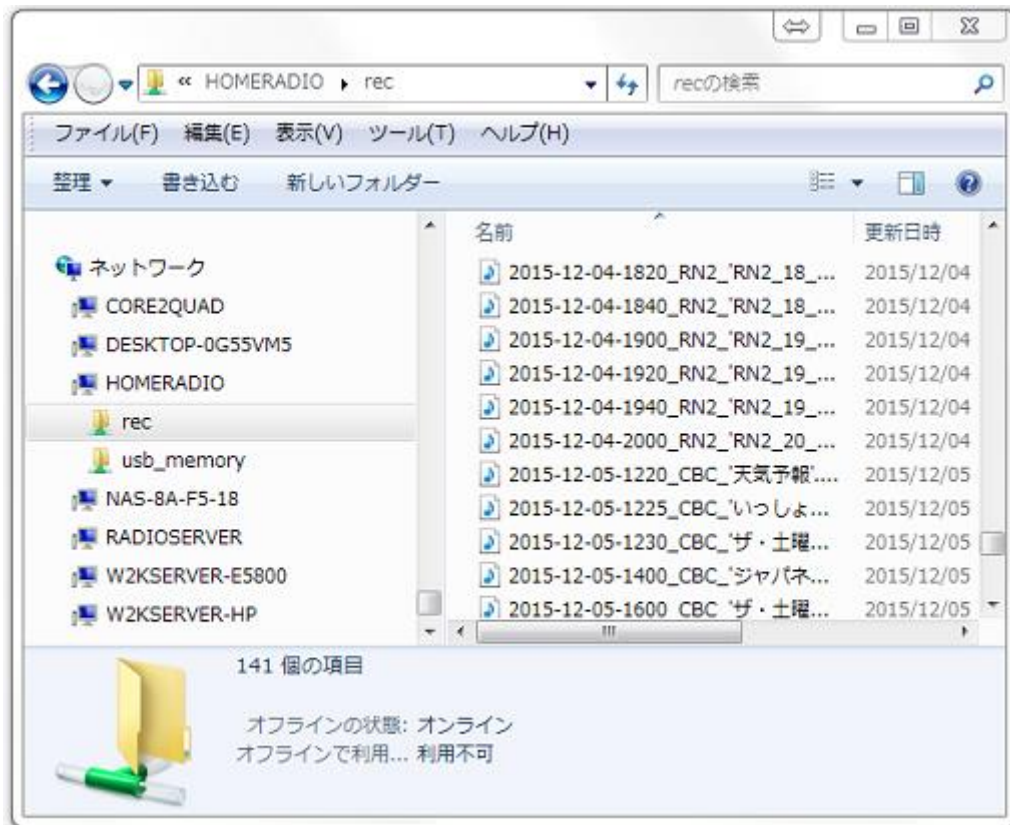 « HOMERADIO ▸ rec
recの検索
ファイル(F) 編集(E) 表示(V) ツール(T) ヘルプ(H)
整理 ▼ 書き込む 新しいフォルダー
ネットワーク
CORE2QUAD
DESKTOP-0G55VM5
HOMERADIO
rec
usb_memory
NAS-8A-F5-18
RADIOSERVER
W2KSERVER-E5800
W2KSERVER-HP
名前 更新日時
2015-12-04-1820_RN2_'RN2_18_... 2015/12/04
2015-12-04-1840_RN2_'RN2_18_... 2015/12/04
2015-12-04-1900_RN2_'RN2_19_... 2015/12/04
2015-12-04-1920_RN2_'RN2_19_... 2015/12/04
2015-12-04-1940_RN2_'RN2_19_... 2015/12/04
2015-12-04-2000_RN2_'RN2_20_... 2015/12/04
2015-12-05-1220_CBC_'天気予報'.... 2015/12/05
2015-12-05-1225_CBC_'いっしょ... 2015/12/05
2015-12-05-1230_CBC_'ザ・土曜... 2015/12/05
2015-12-05-1400_CBC_'ジャパネ... 2015/12/05
2015-12-05-1600_CBC_'ザ・土曜... 2015/12/05
141 個の項目
オフラインの状態: オンライン
オフラインで利用... 利用不可